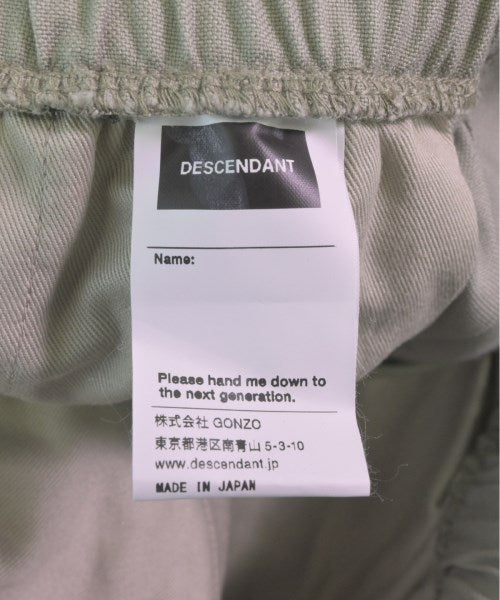 DESCENDANT
Name:
Please hand me down to
the next generation.
株式会社 GONZO
東京都港区南青山 5-3-10
www.descendant.jp
MADE IN JAPAN